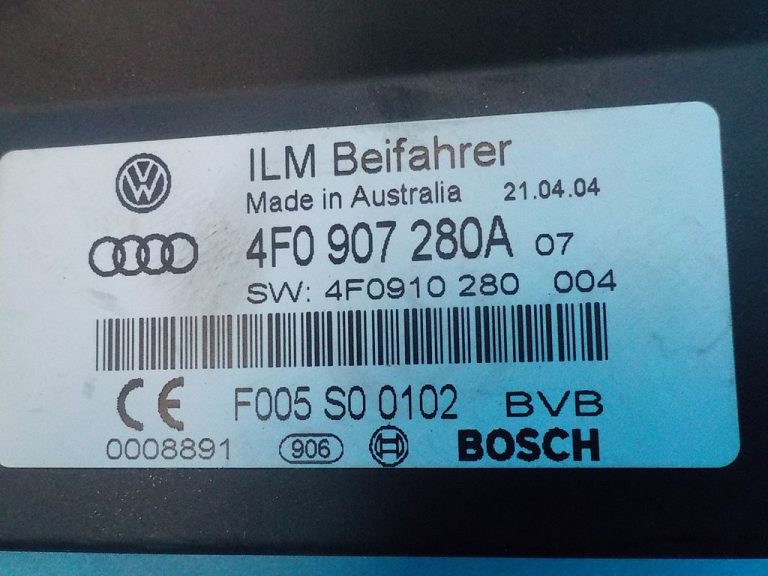 ILM Beifahrer
Made in Australia 21.04.04
4F0 907 280A 07
SW: 4F0910 280 004
CE F005 S0 0102 BVB
0008891 906 BOSCH